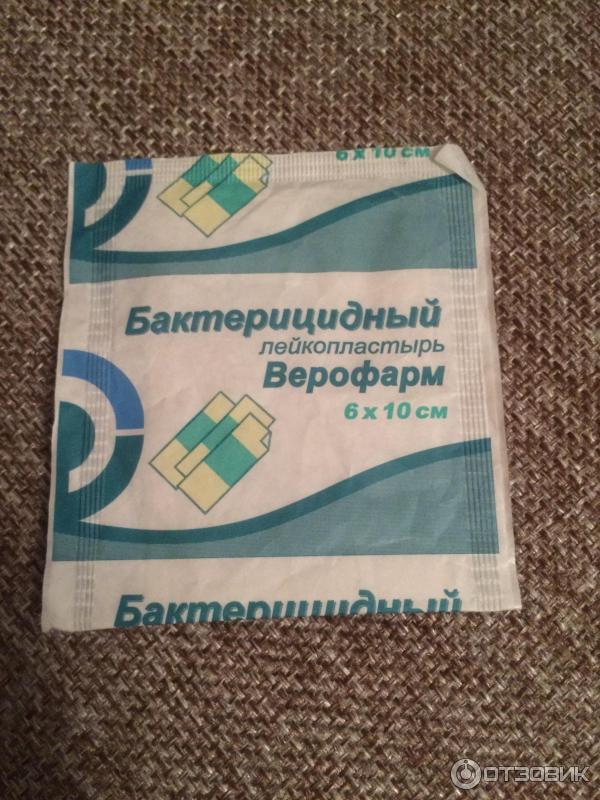 6 х 10 см
Бактерицидный
лейкопластырь
Верофарм
6 х 10 см
Бактерицидный
ОТЗОВИК